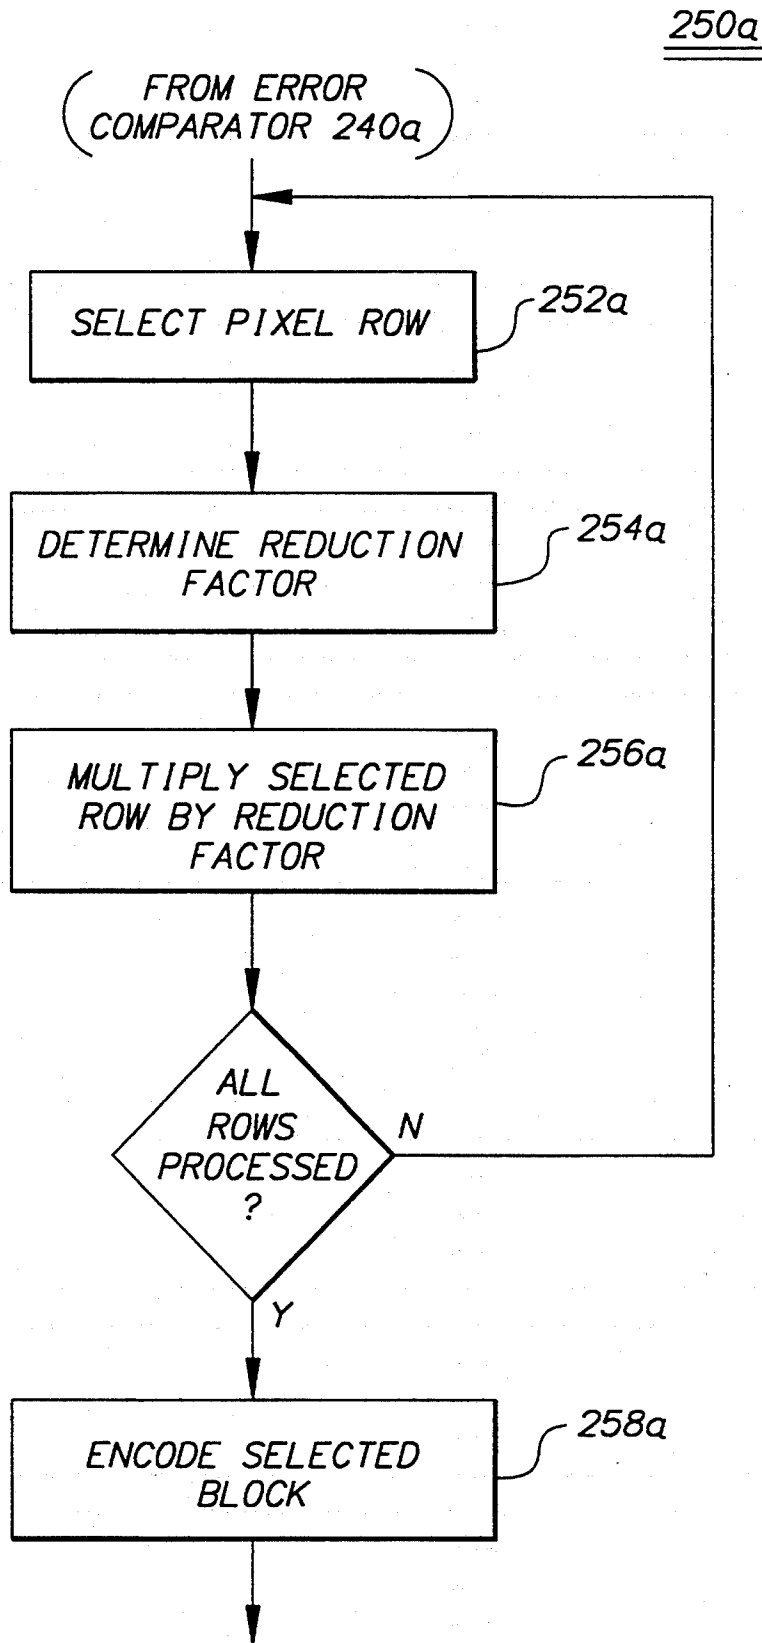 250a
(FROM ERROR
COMPARATOR 240a)
SELECT PIXEL ROW
252a
DETERMINE REDUCTION
FACTOR
254a
MULTIPLY SELECTED
ROW BY REDUCTION
FACTOR
256a
ALL
ROWS
PROCESSED
?
N
Y
ENCODE SELECTED
BLOCK
258a